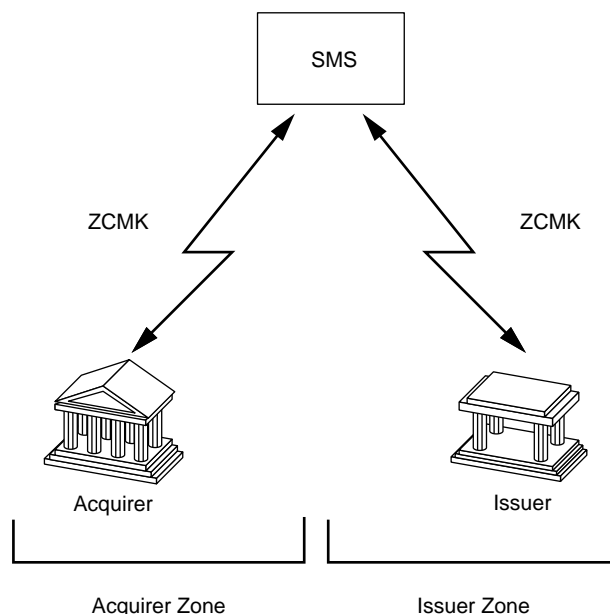 SMS
ZCMK
ZCMK
Acquirer
Issuer
Acquirer Zone
Issuer Zone